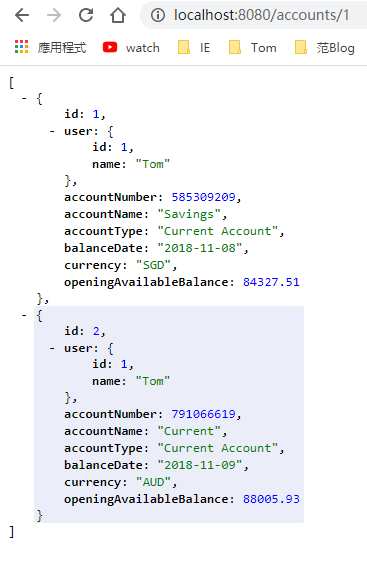 localhost:8080/accounts/1
應用程式 watch IE Tom 范Blog
[
- {
id: 1,
- user: {
id: 1,
name: "Tom"
},
accountNumber: 585309209,
accountName: "Savings",
accountType: "Current Account",
balanceDate: "2018-11-08",
currency: "SGD",
openingAvailableBalance: 84327.51
},
- {
id: 2,
- user: {
id: 1,
name: "Tom"
},
accountNumber: 791066619,
accountName: "Current",
accountType: "Current Account",
balanceDate: "2018-11-09",
currency: "AUD",
openingAvailableBalance: 88005.93
}
]